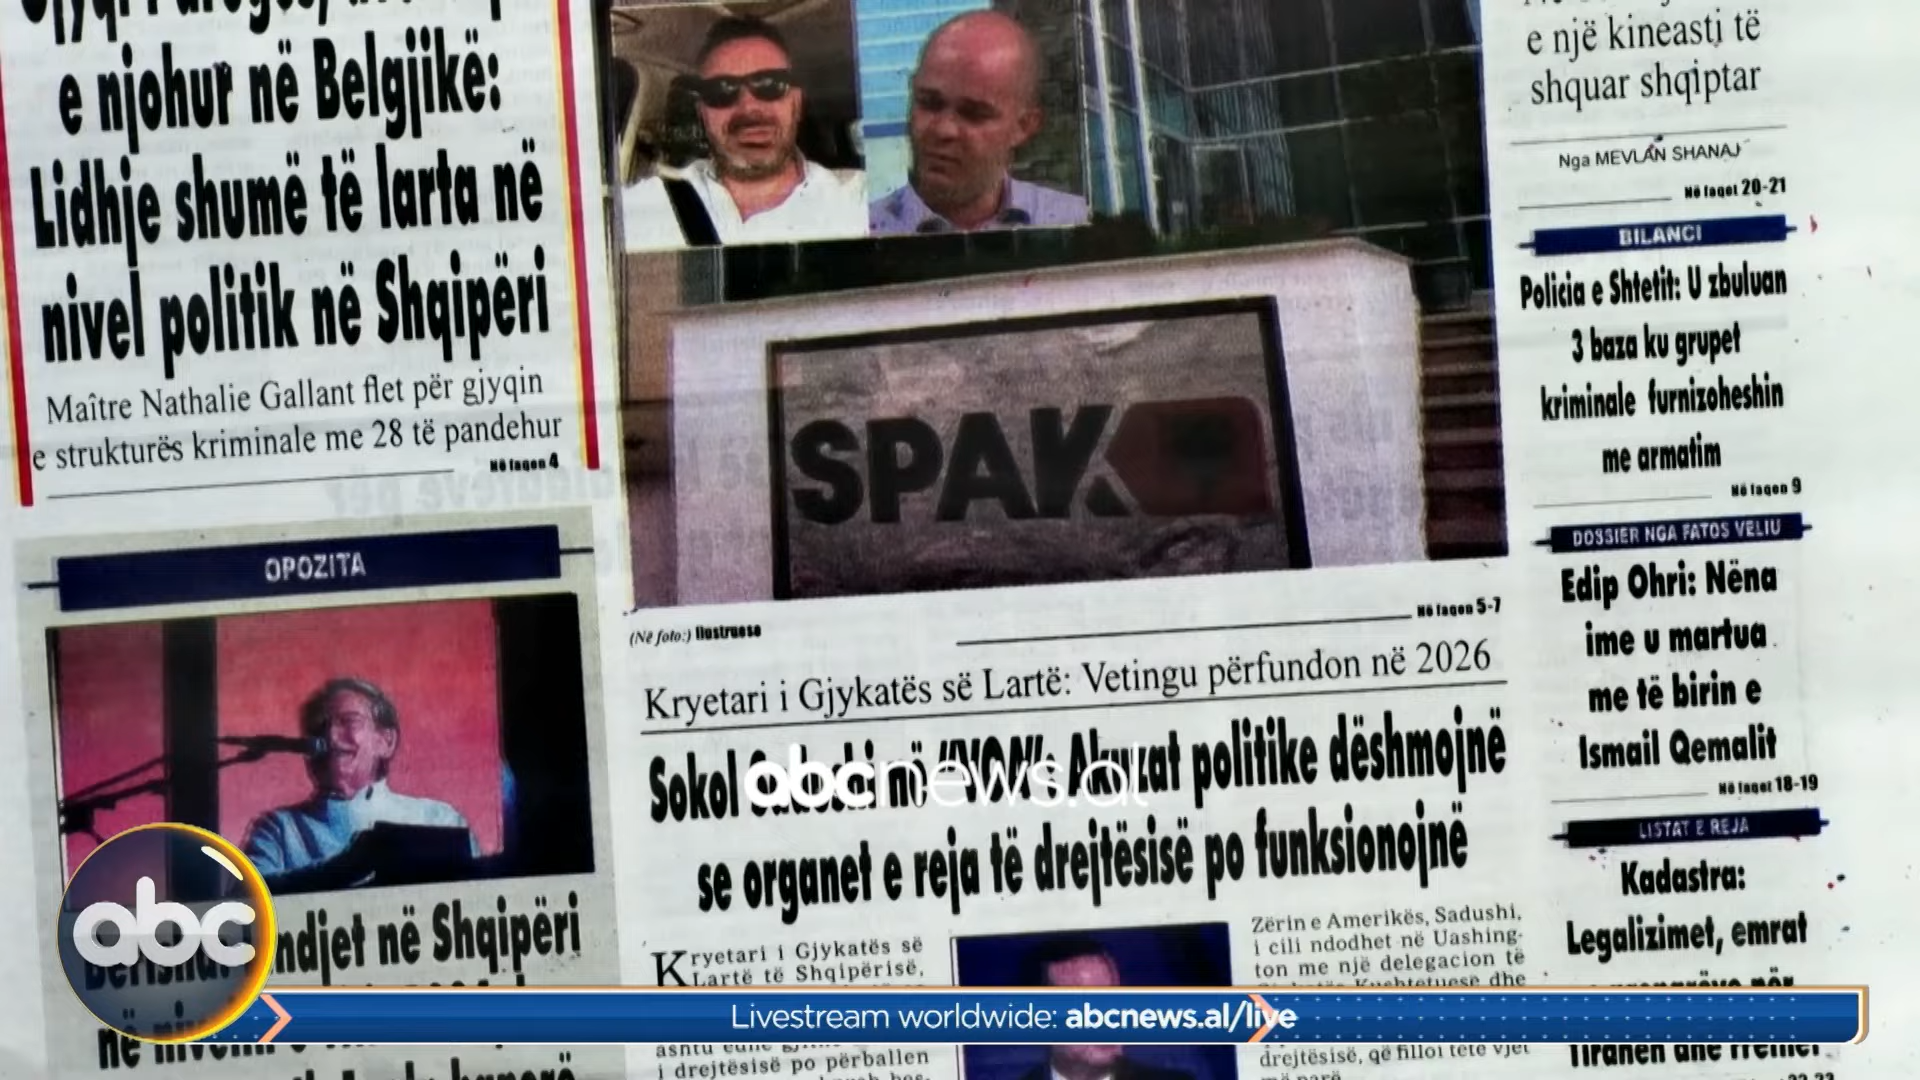 e njohur në Belgjikë:
Lidhje shumë të larta në
nivel politik në Shqipëri
Maître Nathalie Gallant flet për gjyqin
e strukturës kriminale me 28 të pandehur
Në faqen 4
OPOZITA
ndjet në Shqipëri
SPAK
(Në foto:) Ilustruese
Në faqen 5-7
Kryetari i Gjykatës së Lartë: Vetingu përfundon në 2026
Sokol në Akuzat politike dëshmojnë
se organet e reja të drejtësisë po funksionojnë
Kryetari i Gjykatës së
Lartë të Shqipërisë,
i drejtësisë po përballen
Zërin e Amerikës, Sadushi,
i cili ndodhet në Uashing-
ton me një delegacion të
Kushtetuese dhe
drejtësisë, që filloi tetë vjet
e një kineasti të
shquar shqiptar
Nga MEVLAN SHANAJ
Në faqet 20-21
BILANCI
Policia e Shtetit: U zbuluan
3 baza ku grupet
kriminale furnizoheshin
me armatim
Në faqen 9
DOSSIER NGA FATOS VELIU
Edip Ohri: Nëna
ime u martua
me të birin e
Ismail Qemalit
Në faqet 18-19
LISTAT E REJA
Kadastra:
Legalizimet, emrat
abcnews.al
abc
Livestream worldwide: abcnews.al/live